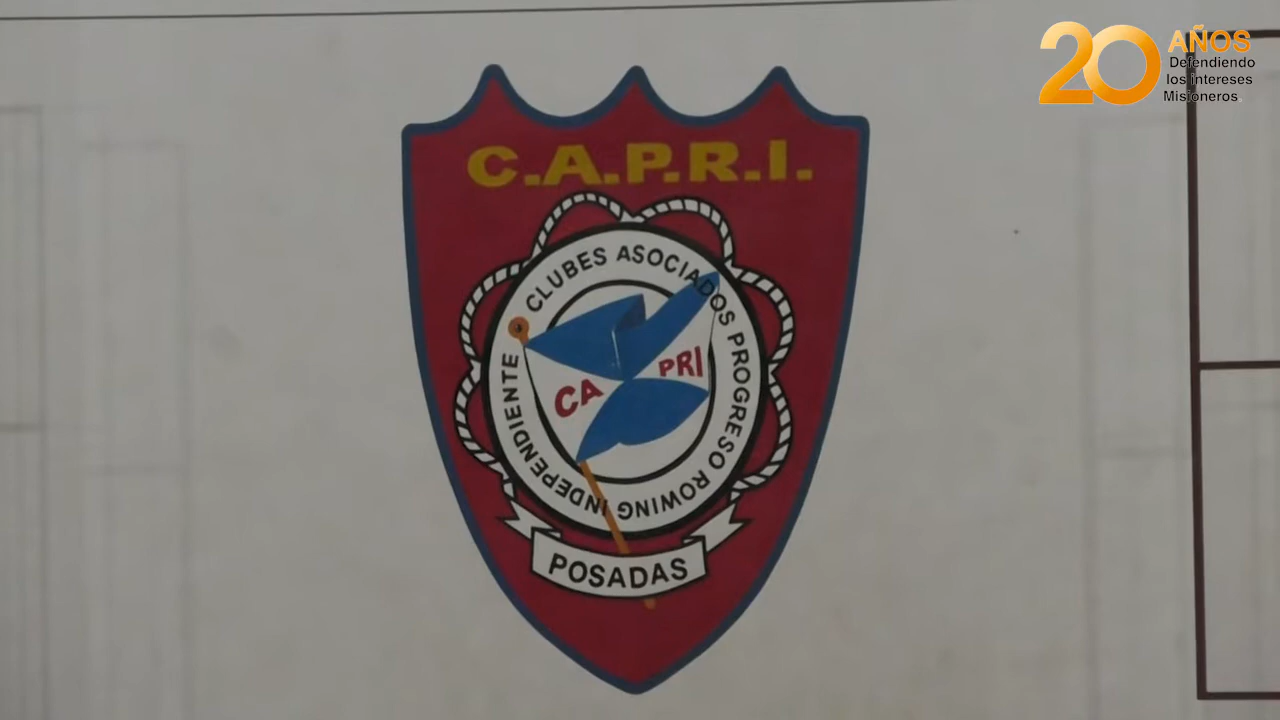 20 AÑOS
Defendiendo
los intereses
Misioneros
C.A.P.R.I.
CLUBES ASOCIADOS PROGRESO ROWING INDEPENDIENTE
CA PRI
POSADAS